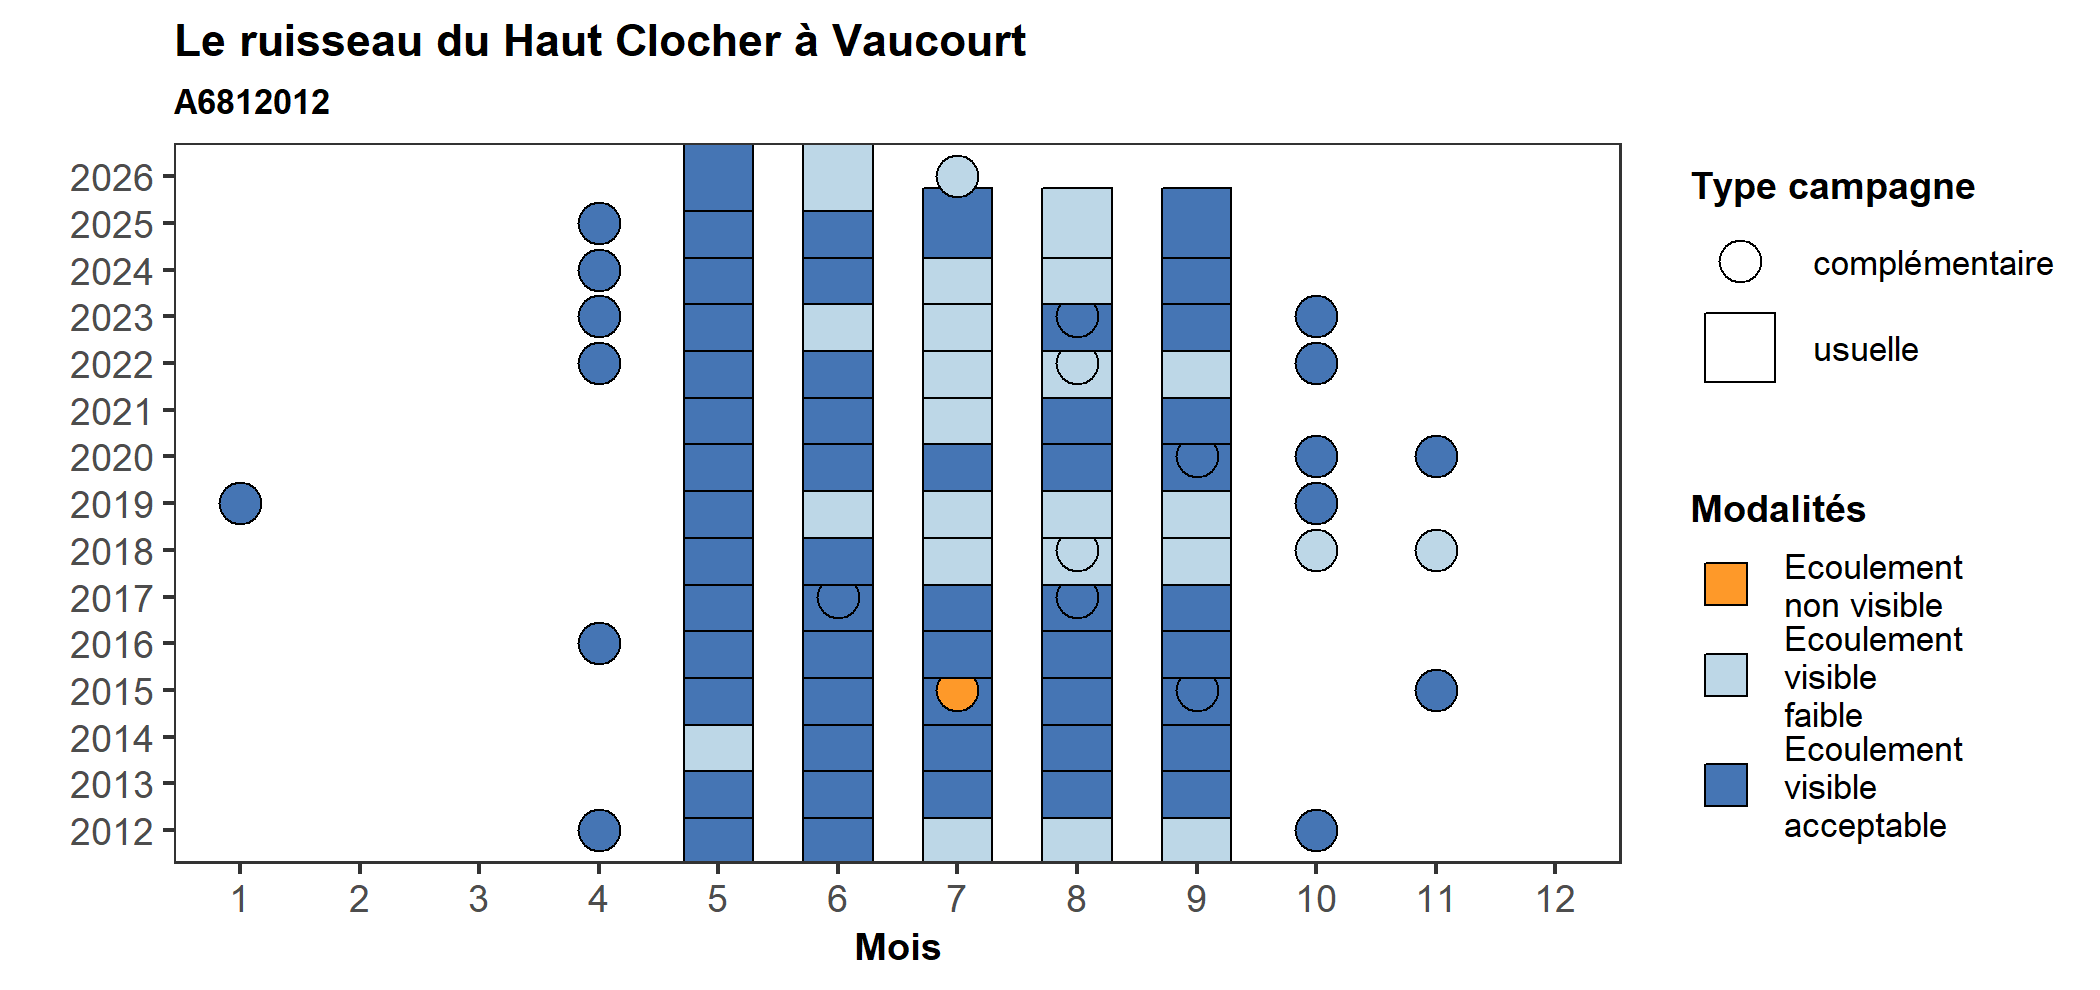 Le ruisseau du Haut Clocher à Vaucourt
A6812012
2026
2025
2024
2023
2022
2021
2020
2019
2018
2017
2016
2015
2014
2013
2012
1 2 3 4 5 6 7 8 9 10 11 12
Mois
Type campagne
complémentaire
usuelle
Modalités
Ecoulement
non visible
Ecoulement
visible
faible
Ecoulement
visible
acceptable